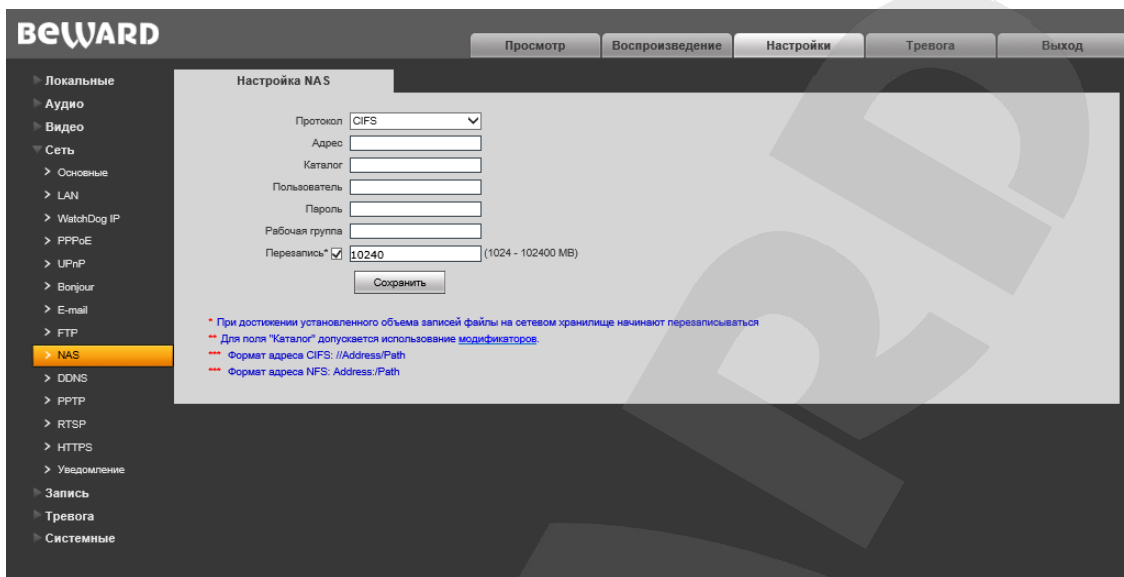 BEWARD
Просмотр
Воспроизведение
Настройки
Тревога
Выход
Локальные
Аудио
Видео
Сеть
Основные
LAN
WatchDog IP
PPPoE
UPnP
Bonjour
E-mail
FTP
NAS
DDNS
PPTP
RTSP
HTTPS
Уведомление
Запись
Тревога
Системные
Настройка NAS
Протокол CIFS
Адрес
Каталог
Пользователь
Пароль
Рабочая группа
Перезапись* 10240 (1024 - 102400 MB)
Сохранить
* При достижении установленного объема записей файлы на сетевом хранилище начинают перезаписываться
** Для поля "Каталог" допускается использование модификаторов.
*** Формат адреса CIFS: //Address/Path
*** Формат адреса NFS: Address:/Path